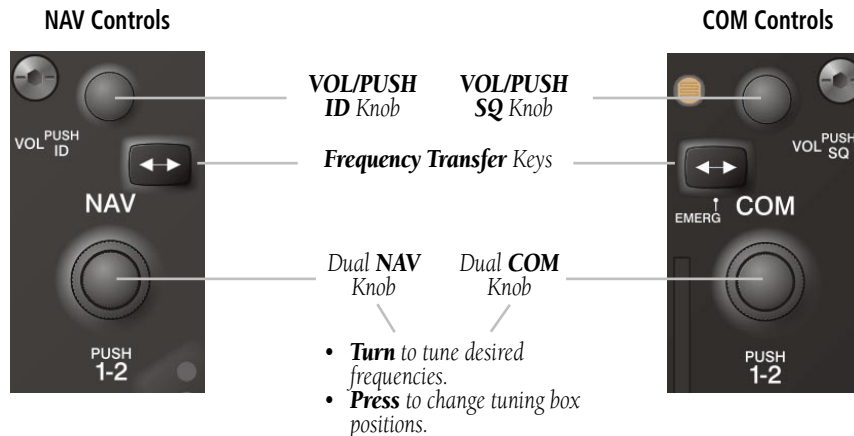 NAV Controls
COM Controls
VOL PUSH ID
NAV
PUSH
1-2
VOL/PUSH
ID Knob
VOL/PUSH
SQ Knob
Frequency Transfer Keys
Dual NAV
Knob
Dual COM
Knob
• Turn to tune desired
frequencies.
• Press to change tuning box
positions.
VOL PUSH SQ
EMERG
COM
PUSH
1-2